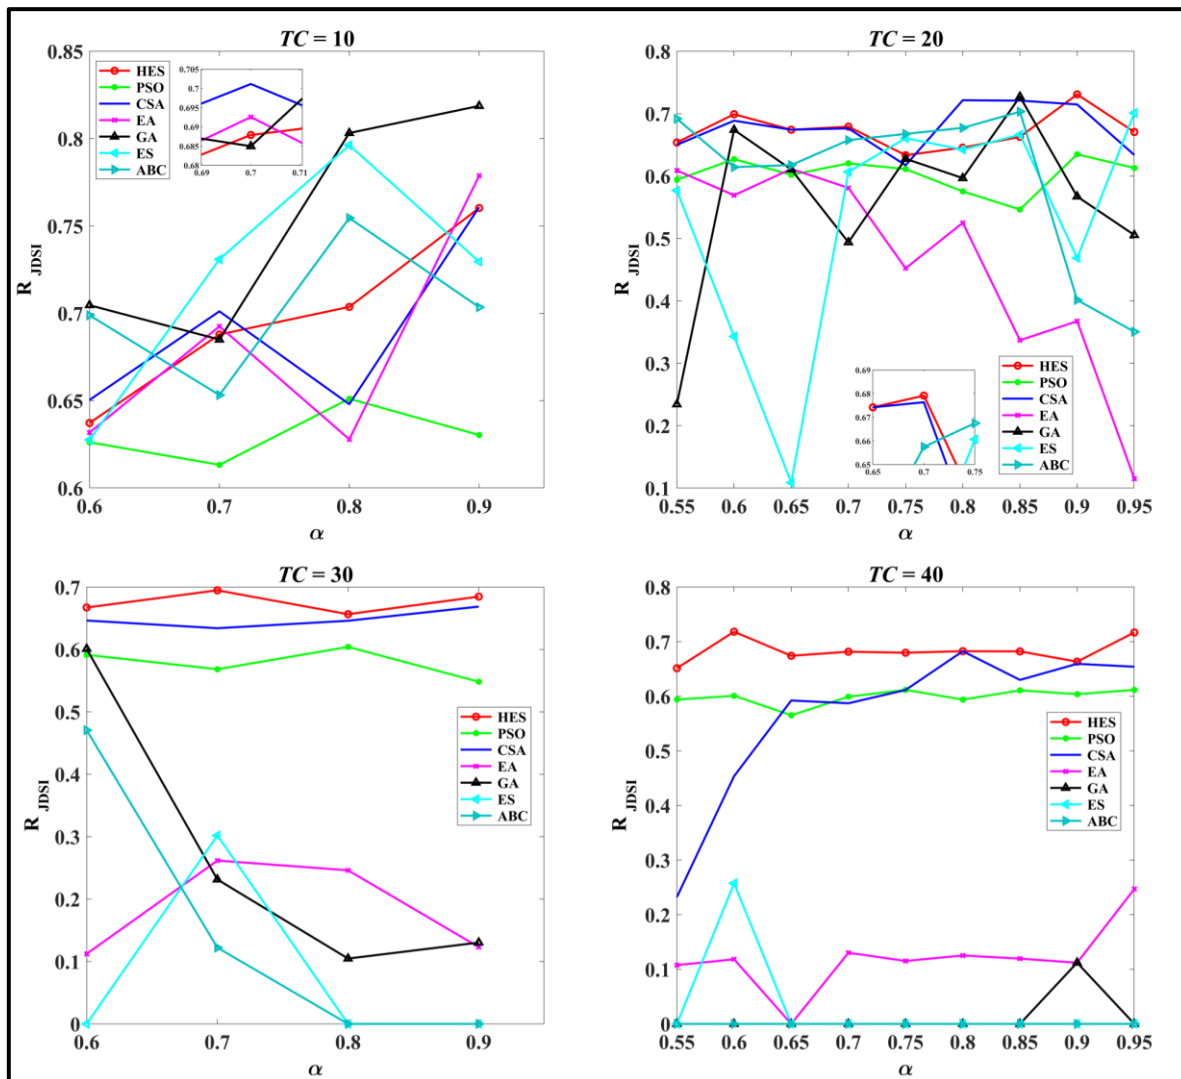 TC = 10
0.85
0.8
0.75
0.7
0.65
0.6
R JDSI
HES
PSO
CSA
EA
GA
ES
ABC
0.705
0.7
0.695
0.69
0.685
0.68
0.69 0.7 0.71
0.6 0.7 0.8 0.9
α
TC = 20
0.8
0.7
0.6
0.5
0.4
0.3
0.2
0.1
R JDSI
0.69
0.68
0.67
0.66
0.65
0.65 0.7 0.75
HES
PSO
CSA
EA
GA
ES
ABC
0.55 0.6 0.65 0.7 0.75 0.8 0.85 0.9 0.95
α
TC = 30
0.7
0.6
0.5
0.4
0.3
0.2
0.1
0
R JDSI
HES
PSO
CSA
EA
GA
ES
ABC
0.6 0.7 0.8 0.9
α
TC = 40
0.8
0.7
0.6
0.5
0.4
0.3
0.2
0.1
0
R JDSI
HES
PSO
CSA
EA
GA
ES
ABC
0.55 0.6 0.65 0.7 0.75 0.8 0.85 0.9 0.95
α